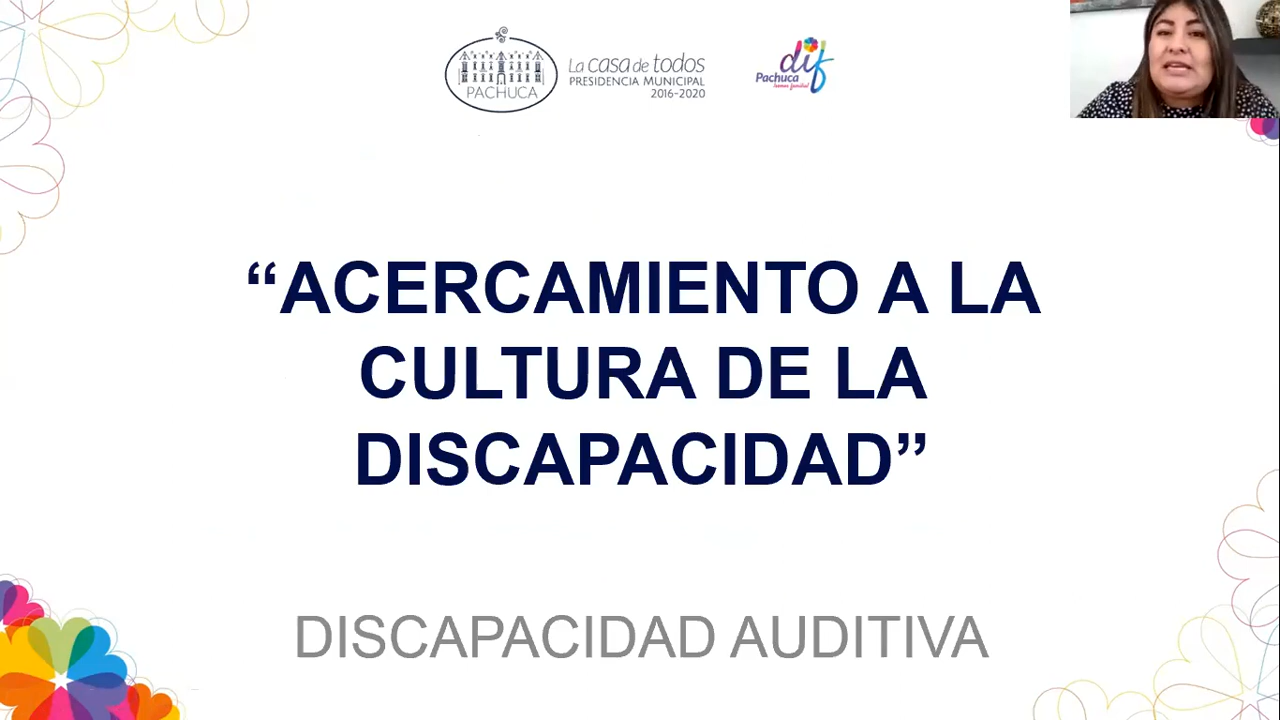 PACHUCA
La casa de todos
PRESIDENCIA MUNICIPAL
2016-2020
dif
Pachuca
“ACERCAMIENTO A LA
CULTURA DE LA
DISCAPACIDAD”
DISCAPACIDAD AUDITIVA